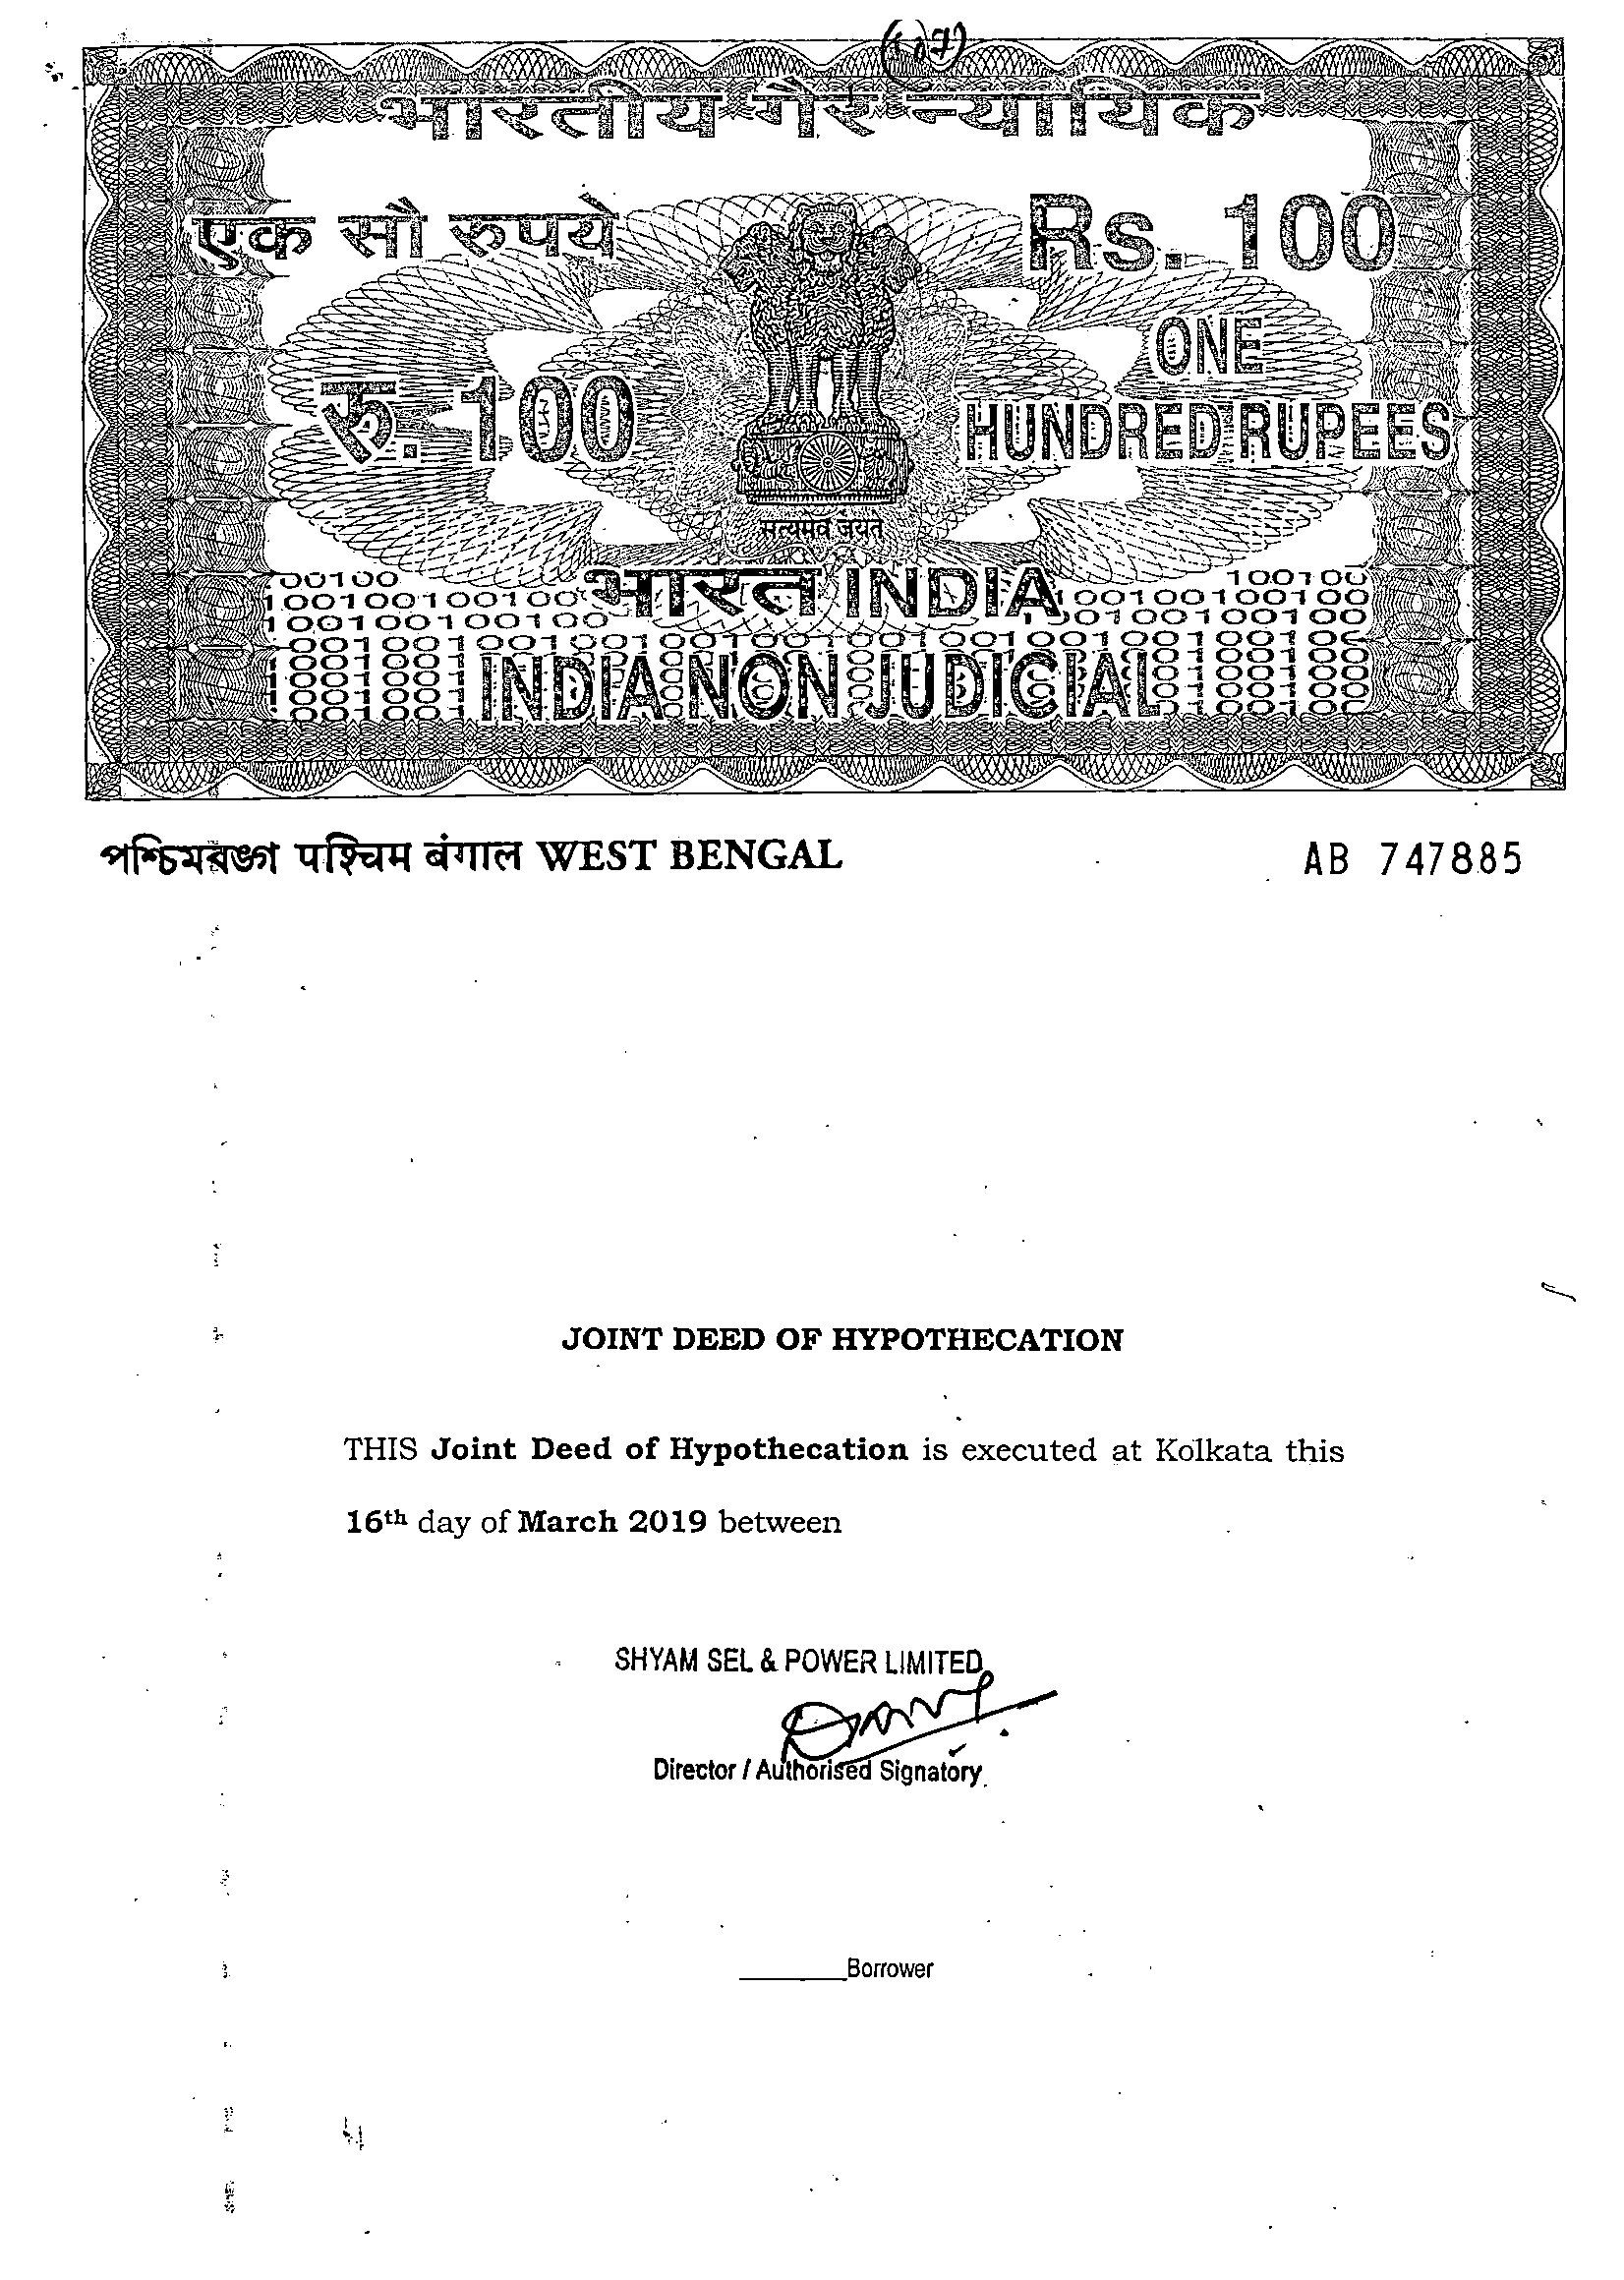 भारतीय गैर न्यायिक
एक सौ रुपये
Rs. 100
रु. 100
ONE
HUNDRED RUPEES
सत्यमेव जयते
भारत INDIA
INDIA NON JUDICIAL
পশ্চিমবঙ্গ पश्चिम बंगाल WEST BENGAL
AB 747885
JOINT DEED OF HYPOTHECATION
THIS Joint Deed of Hypothecation is executed at Kolkata this
16th day of March 2019 between
SHYAM SEL & POWER LIMITED
Director / Authorised Signatory
Borrower